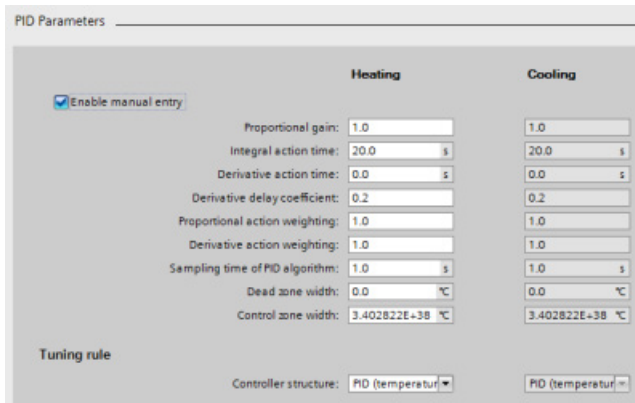 PID Parameters
Heating Cooling
Enable manual entry
Proportional gain: 1.0 1.0
Integral action time: 20.0 s 20.0 s
Derivative action time: 0.0 s 0.0 s
Derivative delay coefficient: 0.2 0.2
Proportional action weighting: 1.0 1.0
Derivative action weighting: 1.0 1.0
Sampling time of PID algorithm: 1.0 s 1.0 s
Dead zone width: 0.0 °C 0.0 °C
Control zone width: 3.402822E+38 °C 3.402822E+38 °C
Tuning rule
Controller structure: PID (temperatur PID (temperatur